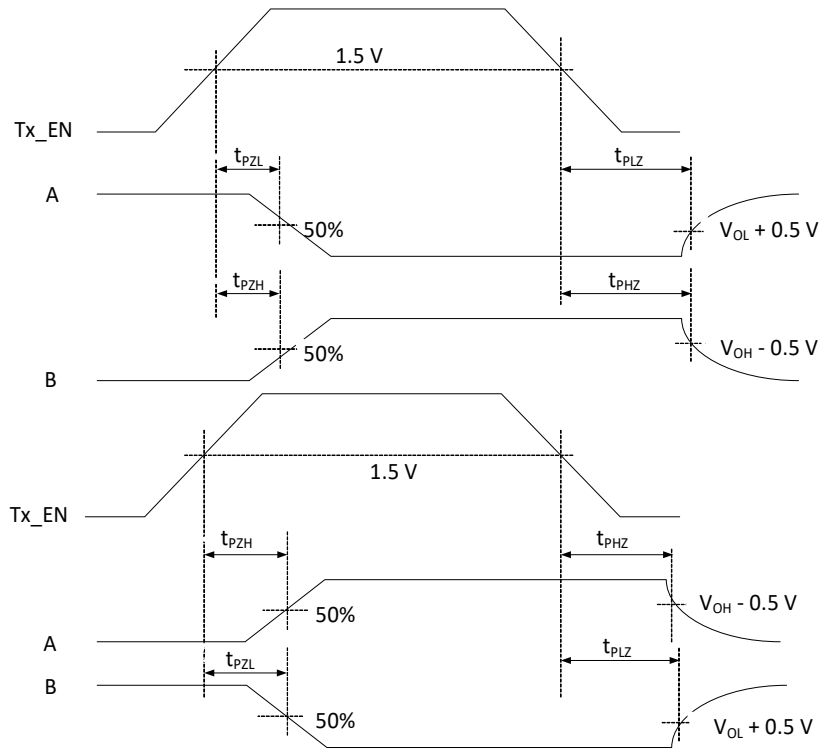 1.5 V
Tx_EN
tPZL
tPLZ
A
50%
VOL + 0.5 V
tPZH
tPHZ
50%
VOH - 0.5 V
B
1.5 V
Tx_EN
tPZH
tPHZ
50%
VOH - 0.5 V
A
tPZL
tPLZ
B
50%
VOL + 0.5 V